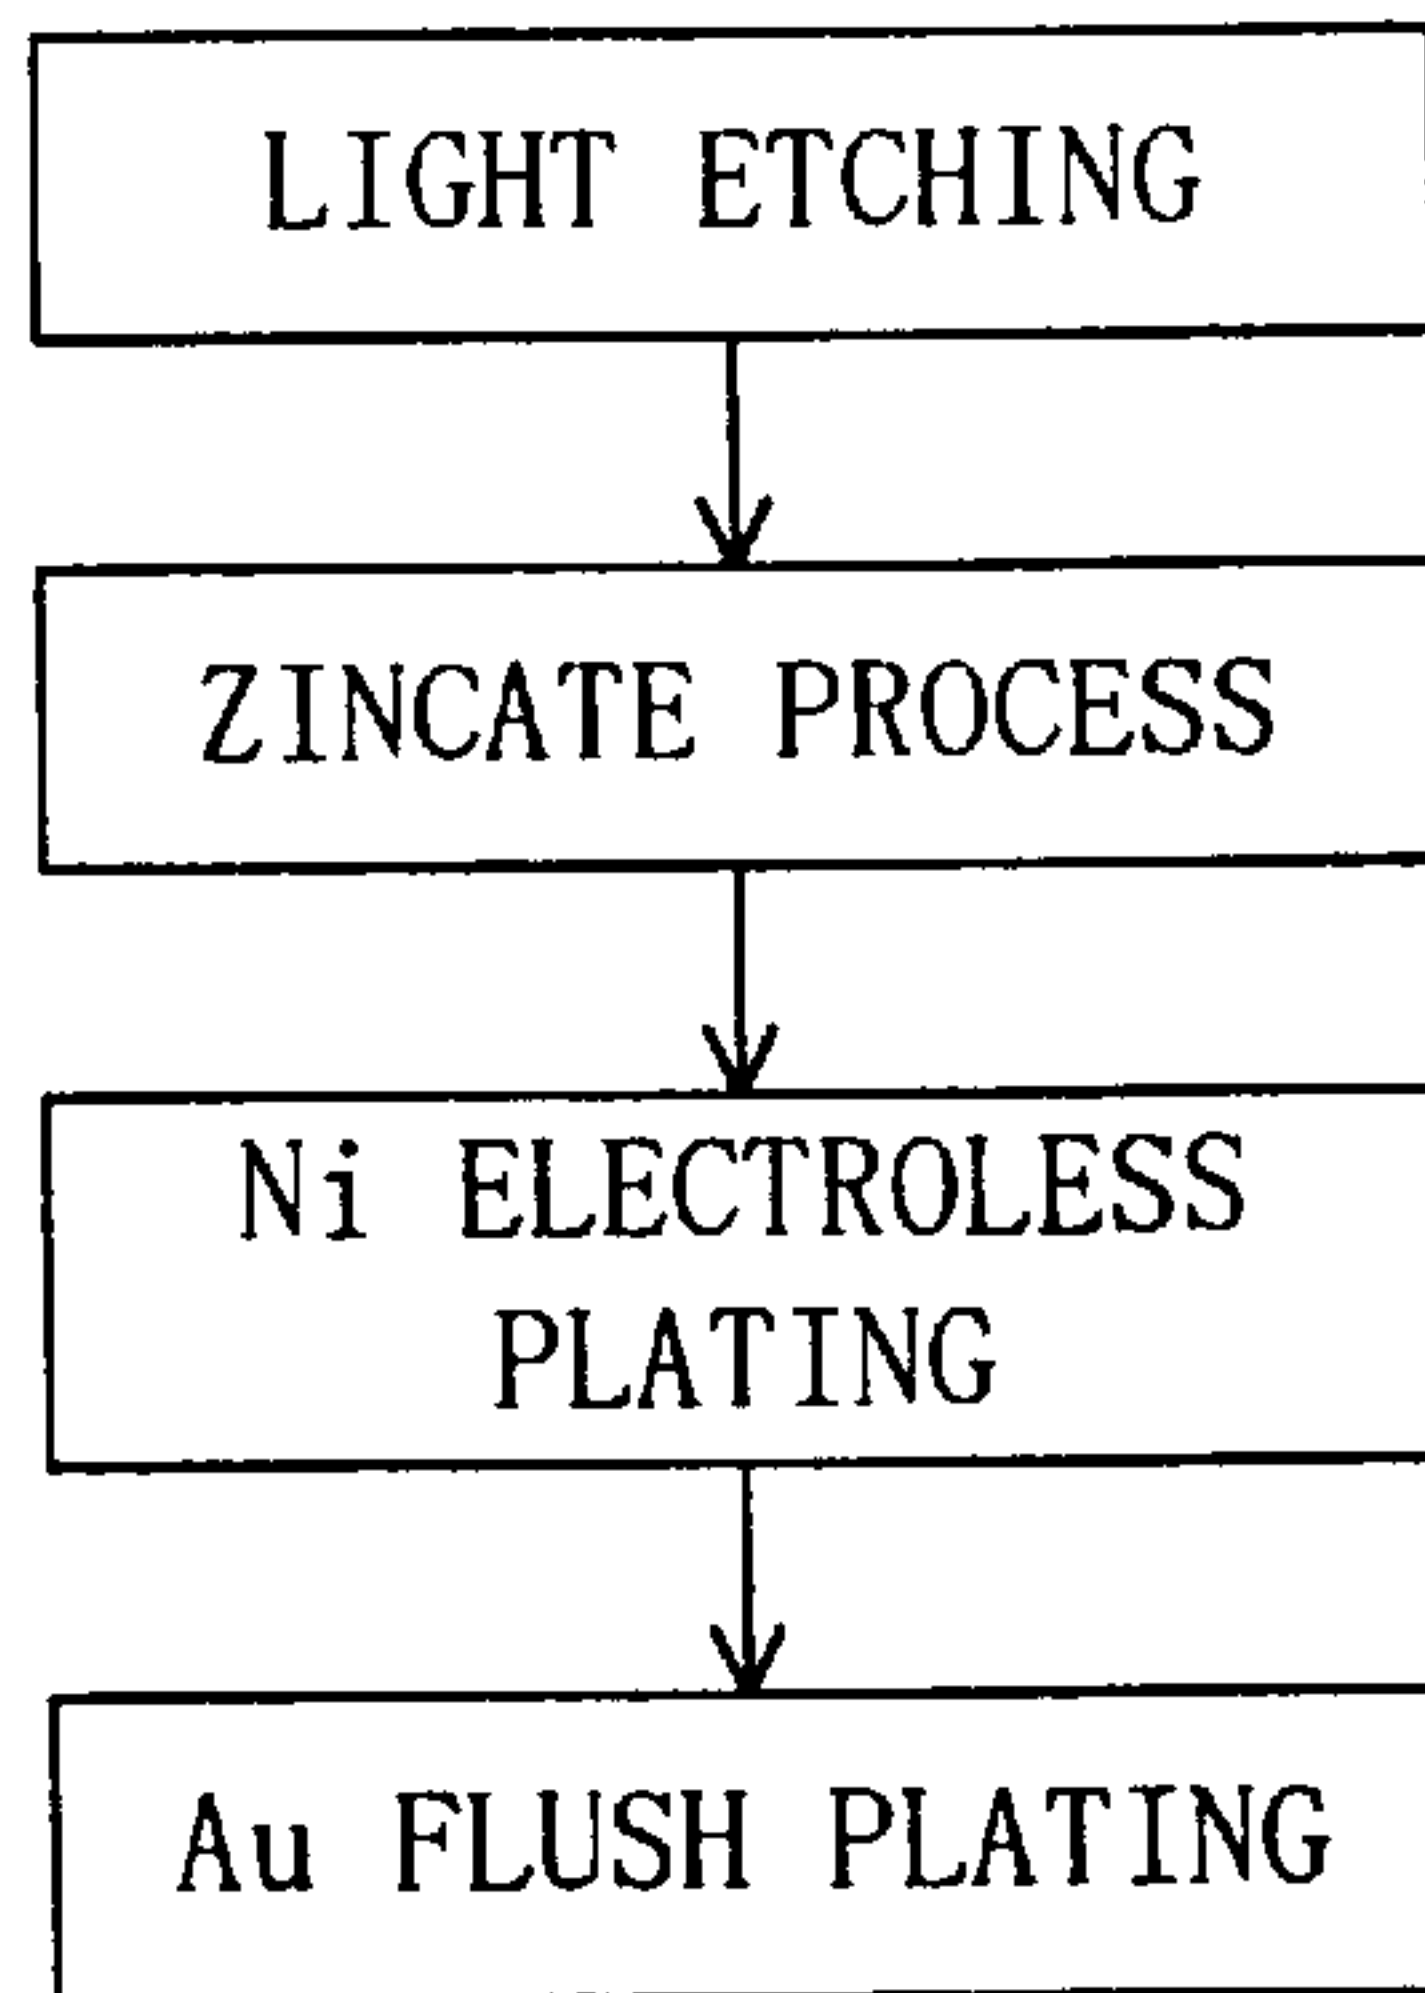 LIGHT ETCHING
ZINCATE PROCESS
Ni ELECTROLESS
PLATING
Au FLUSH PLATING